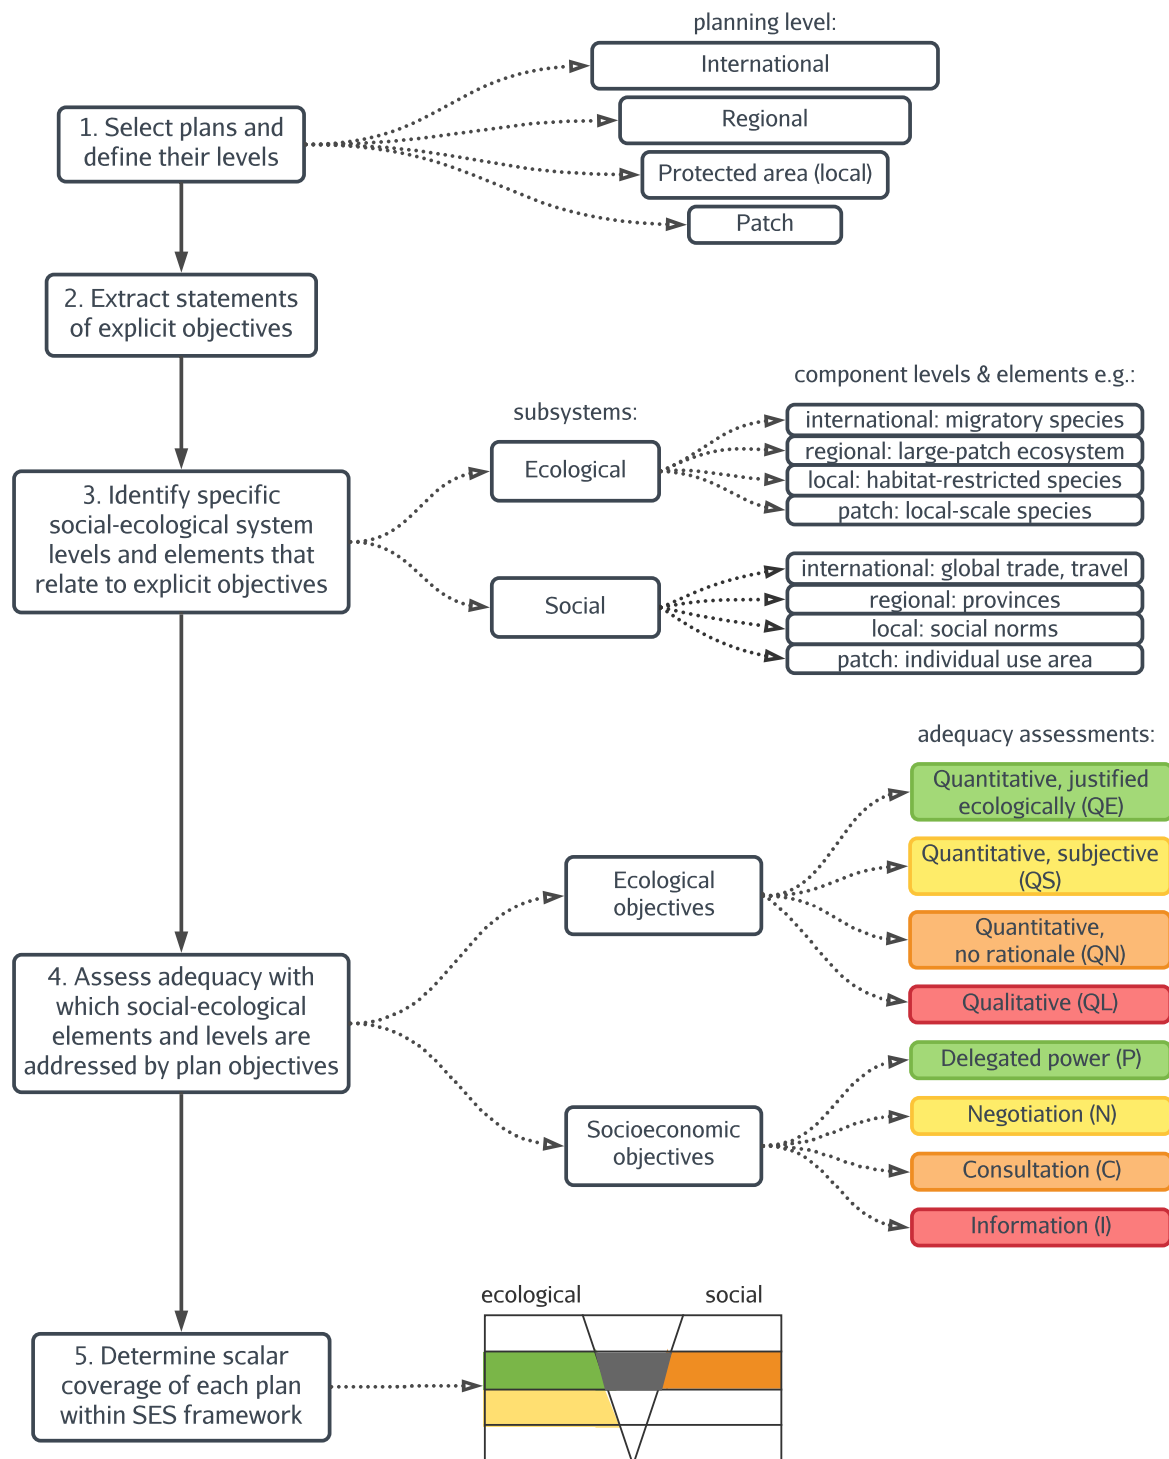 planning level:
International
Regional
Protected area (local)
Patch
1. Select plans and
define their levels
2. Extract statements
of explicit objectives
component levels & elements e.g.:
subsystems:
international: migratory species
regional: large-patch ecosystem
local: habitat-restricted species
patch: local-scale species
Ecological
3. Identify specific
social-ecological system
levels and elements that
relate to explicit objectives
international: global trade, travel
regional: provinces
local: social norms
patch: individual use area
Social
adequacy assessments:
Quantitative, justified
ecologically (QE)
Quantitative, subjective
(QS)
Quantitative,
no rationale (QN)
Qualitative (QL)
Ecological
objectives
4. Assess adequacy with
which social-ecological
elements and levels are
addressed by plan objectives
Delegated power (P)
Negotiation (N)
Consultation (C)
Information (I)
Socioeconomic
objectives
ecological
social
5. Determine scalar
coverage of each plan
within SES framework